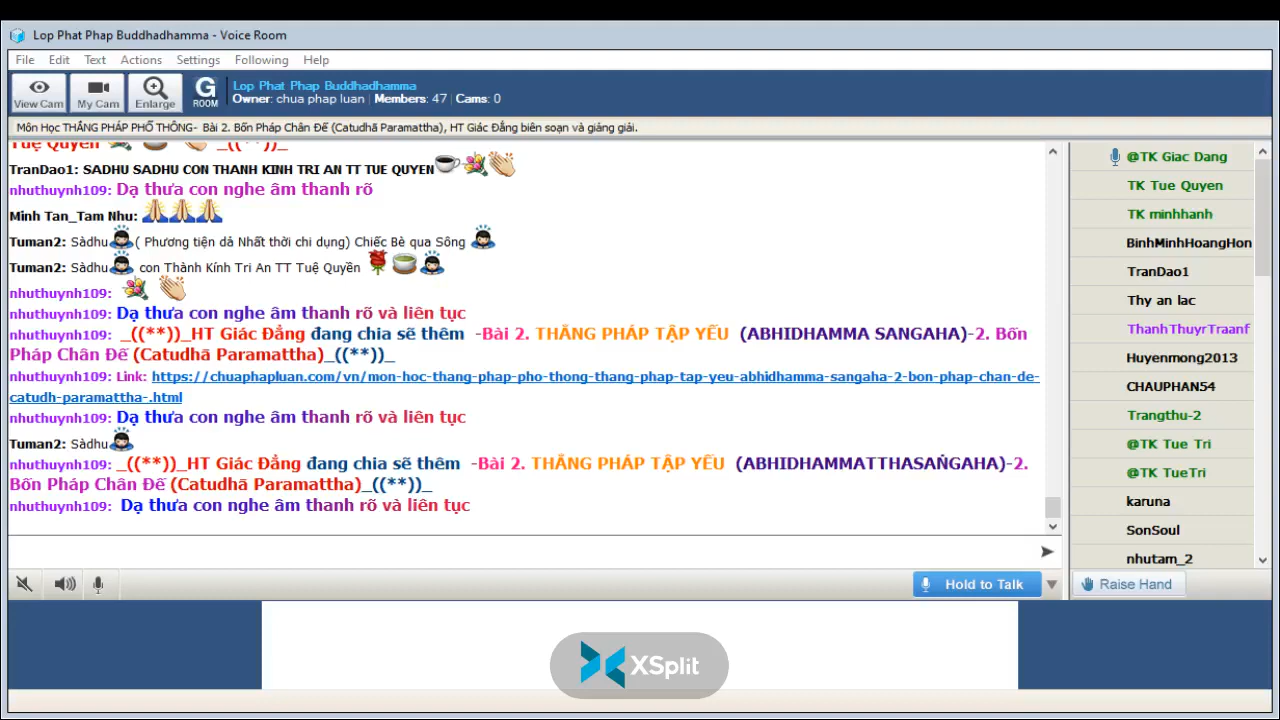 Lop Phat Phap Buddhadhamma - Voice Room
File Edit Text Actions Settings Following Help
View Cam My Cam Enlarge G ROOM
Lop Phat Phap Buddhadhamma
Owner: chua phap luan | Members: 47 | Cams: 0
Môn Học THẮNG PHÁP PHỔ THÔNG- Bài 2. Bốn Pháp Chân Đế (Catudhā Paramattha), HT Giác Đẳng biên soạn và giảng giải.
Tuệ Quyền _((**))_
TranDao1: SADHU SADHU CON THANH KINH TRI AN TT TUE QUYEN
nhuthuynh109: Dạ thưa con nghe âm thanh rõ
Minh Tan_Tam Nhu:
Tuman2: Sàdhu ( Phương tiện dả Nhất thời chi dụng) Chiếc Bè qua Sông
Tuman2: Sàdhu con Thành Kính Tri An TT Tuệ Quyền
nhuthuynh109:
nhuthuynh109: Dạ thưa con nghe âm thanh rõ và liên tục
nhuthuynh109: _((**))_HT Giác Đẳng đang chia sẽ thêm -Bài 2. THẮNG PHÁP TẬP YẾU (ABHIDHAMMA SANGAHA)-2. Bốn
Pháp Chân Đế (Catudhā Paramattha)_((**))_
nhuthuynh109: Link: https://chuaphapluan.com/vn/mon-hoc-thang-phap-pho-thong-thang-phap-tap-yeu-abhidhamma-sangaha-2-bon-phap-chan-de-
catudh-paramattha-.html
nhuthuynh109: Dạ thưa con nghe âm thanh rõ và liên tục
Tuman2: Sàdhu
nhuthuynh109: _((**))_HT Giác Đẳng đang chia sẽ thêm -Bài 2. THẮNG PHÁP TẬP YẾU (ABHIDHAMMATTHASAṄGAHA)-2.
Bốn Pháp Chân Đế (Catudhā Paramattha)_((**))_
nhuthuynh109: Dạ thưa con nghe âm thanh rõ và liên tục
@TK Giac Dang
TK Tue Quyen
TK minhhanh
BinhMinhHoangHon
TranDao1
Thy an lac
ThanhThuyrTraanf
Huyenmong2013
CHAUPHAN54
Trangthu-2
@TK Tue Tri
@TK TueTri
karuna
SonSoul
nhutam_2
Hold to Talk
Raise Hand
XSplit